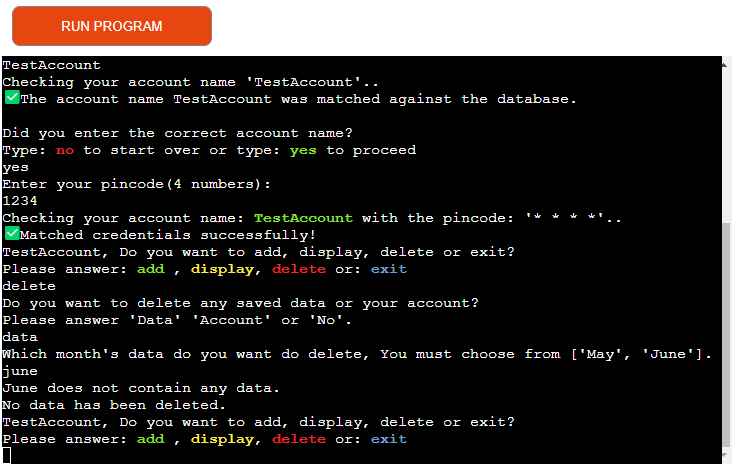 RUN PROGRAM
TestAccount
Checking your account name 'TestAccount'..
✅The account name TestAccount was matched against the database.
Did you enter the correct account name?
Type: no to start over or type: yes to proceed
yes
Enter your pincode(4 numbers):
1234
Checking your account name: TestAccount with the pincode: '* * * *'..
✅Matched credentials successfully!
TestAccount, Do you want to add, display, delete or exit?
Please answer: add , display, delete or: exit
delete
Do you want to delete any saved data or your account?
Please answer 'Data' 'Account' or 'No'.
data
Which month's data do you want do delete, You must choose from ['May', 'June'].
june
June does not contain any data.
No data has been deleted.
TestAccount, Do you want to add, display, delete or exit?
Please answer: add , display, delete or: exit